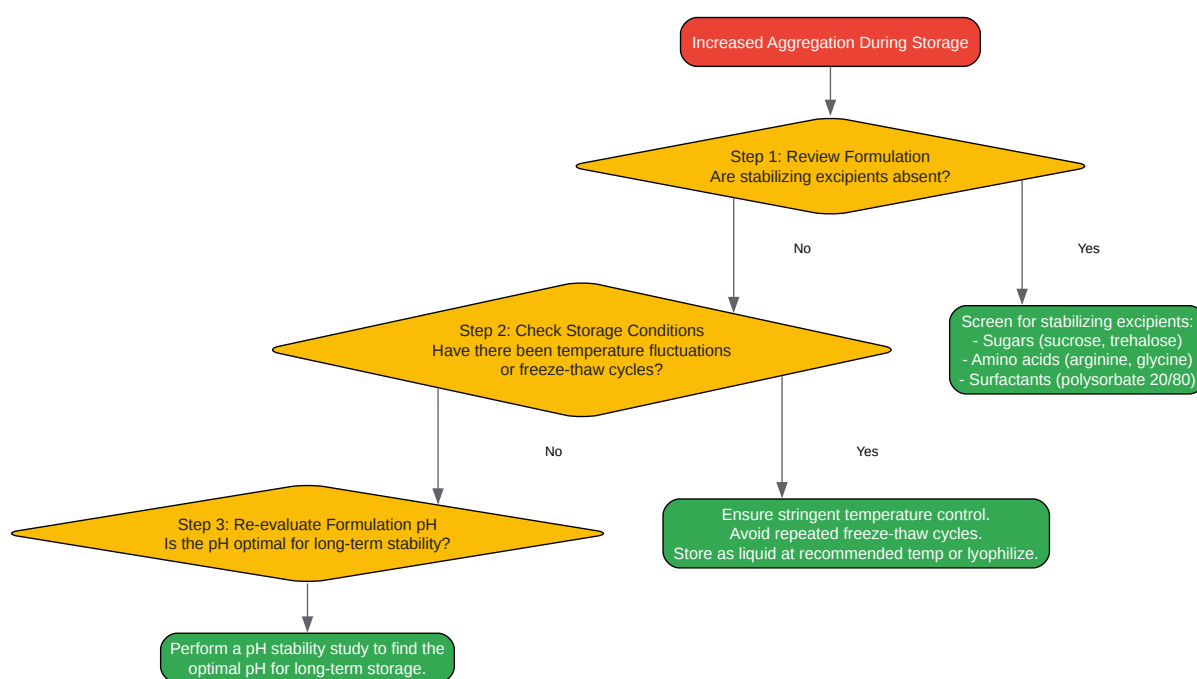 Increased Aggregation During Storage
Step 1: Review Formulation
Are stabilizing excipients absent?
No
Yes
Screen for stabilizing excipients:
- Sugars (sucrose, trehalose)
- Amino acids (arginine, glycine)
- Surfactants (polysorbate 20/80)
Step 2: Check Storage Conditions
Have there been temperature fluctuations
or freeze-thaw cycles?
No
Yes
Ensure stringent temperature control.
Avoid repeated freeze-thaw cycles.
Store as liquid at recommended temp or lyophilize.
Step 3: Re-evaluate Formulation pH
Is the pH optimal for long-term stability?
Perform a pH stability study to find the
optimal pH for long-term storage.